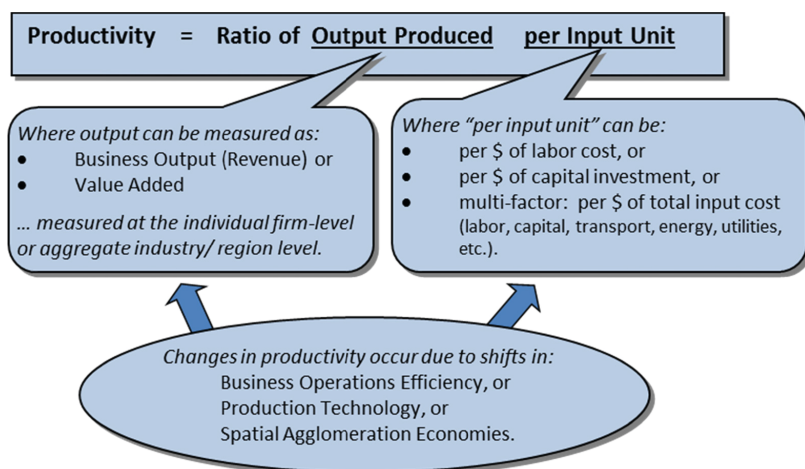 Productivity = Ratio of Output Produced per Input Unit
Where output can be measured as:
• Business Output (Revenue) or
• Value Added
... measured at the individual firm-level
or aggregate industry/ region level.
Where “per input unit” can be:
• per $ of labor cost, or
• per $ of capital investment, or
• multi-factor: per $ of total input cost
(labor, capital, transport, energy, utilities,
etc.).
Changes in productivity occur due to shifts in:
Business Operations Efficiency, or
Production Technology, or
Spatial Agglomeration Economies.